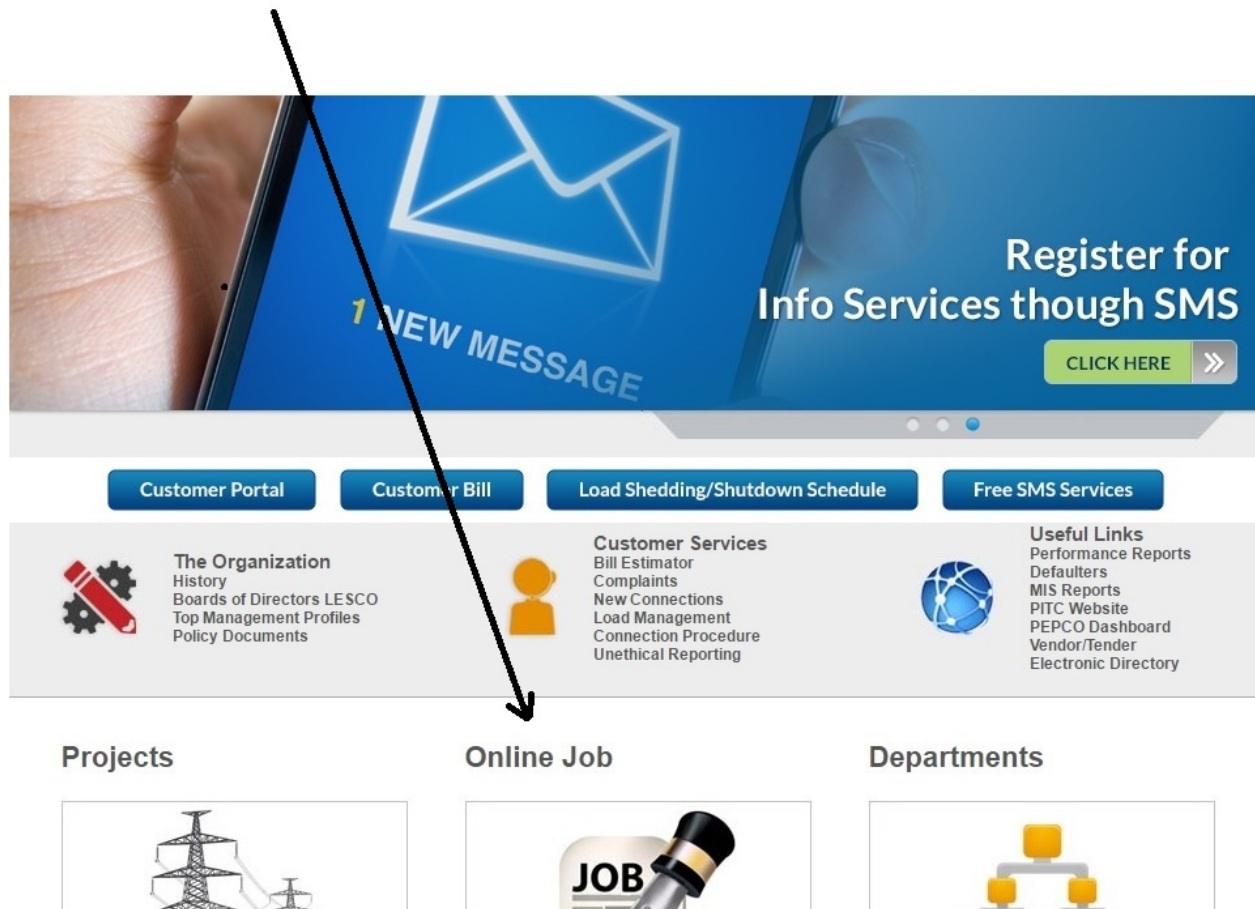 Register for
Info Services though SMS
CLICK HERE
1 NEW MESSAGE
Customer Portal
Customer Bill
Load Shedding/Shutdown Schedule
Free SMS Services
The Organization
History
Boards of Directors LESCO
Top Management Profiles
Policy Documents
Customer Services
Bill Estimator
Complaints
New Connections
Load Management
Connection Procedure
Unethical Reporting
Useful Links
Performance Reports
Defaulters
MIS Reports
PITC Website
PEPCO Dashboard
Vendor/Tender
Electronic Directory
Projects
Online Job
Departments
JOB